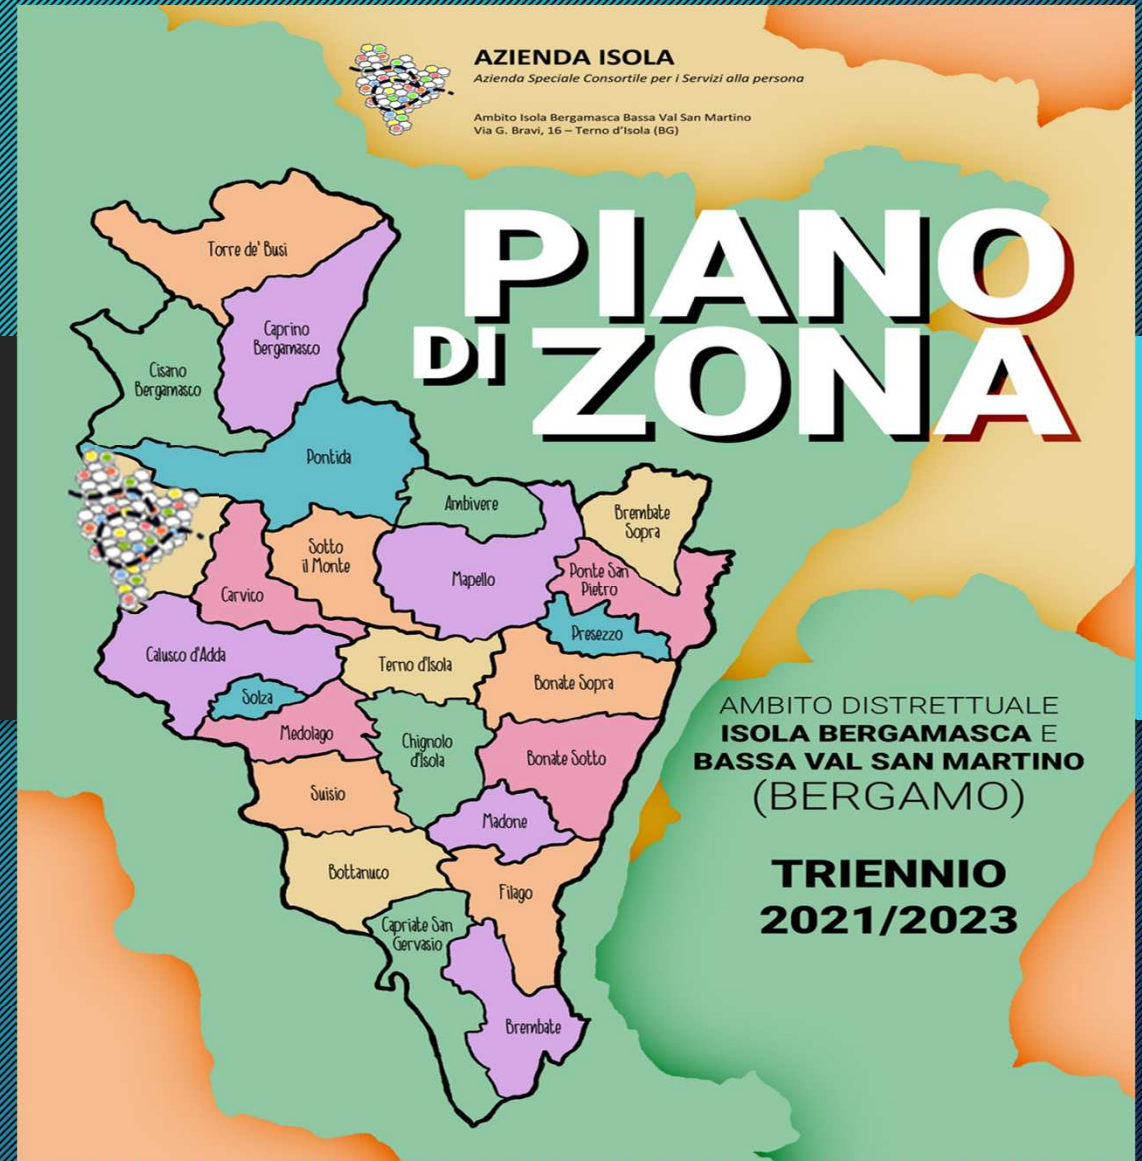 AZIENDA ISOLA
Azienda Speciale Consortile per i Servizi alla persona
Ambito Isola Bergamasca Bassa Val San Martino
Via G. Bravi, 16 – Terno d'Isola (BG)
PIANO
DI ZONA
Torre de' Busi
Caprino
Bergamasco
Cisano
Bergamasco
Pontida
Ambivere
Brembate
Sopra
Sotto
il Monte
Mapello
Ponte San
Pietro
Carvico
Presezzo
Calusco d'Adda
Terno d'Isola
Bonate Sopra
Solza
Medolago
Chignolo
d'Isola
Bonate Sotto
Suisio
Madone
Bottanuco
Filago
Capriate San
Gervasio
Brembate
AMBITO DISTRETTUALE
ISOLA BERGAMASCA E
BASSA VAL SAN MARTINO
(BERGAMO)
TRIENNIO
2021/2023